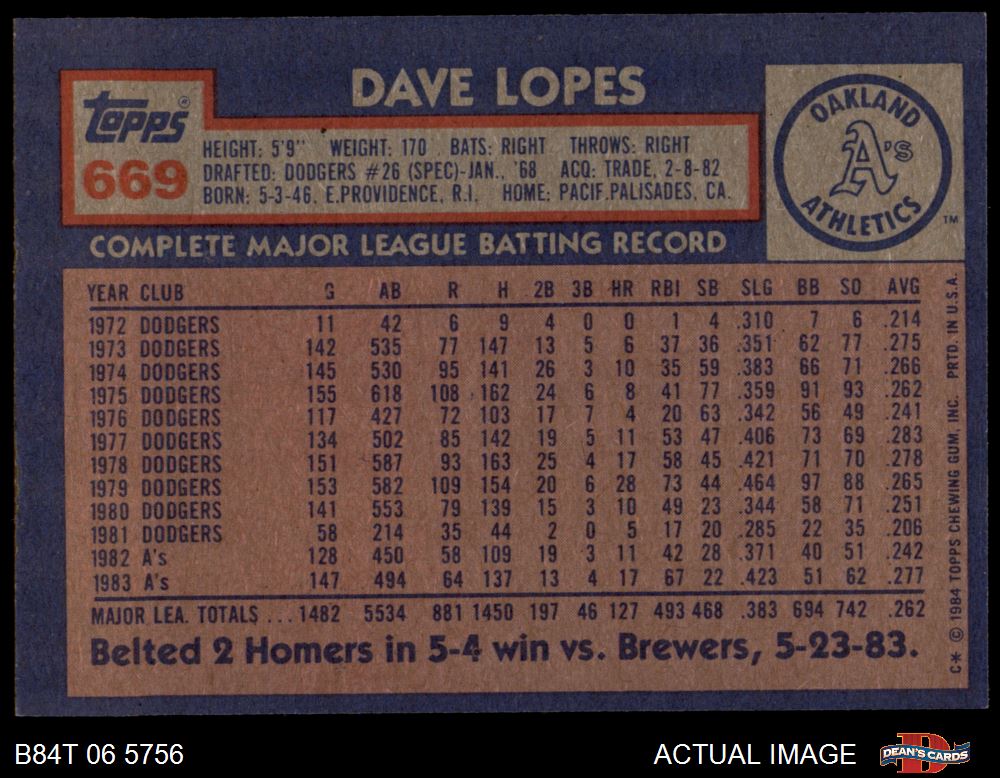 DAVE LOPES
Topps®
669
HEIGHT: 5'9" WEIGHT: 170 BATS: RIGHT THROWS: RIGHT
DRAFTED: DODGERS #26 (SPEC)-JAN., '68 ACQ: TRADE, 2-8-82
BORN: 5-3-46, E.PROVIDENCE, R.I. HOME: PACIF.PALISADES, CA.
OAKLAND
A's
ATHLETICS
TM
COMPLETE MAJOR LEAGUE BATTING RECORD
YEAR CLUB G AB R H 2B 3B HR RBI SB SLG BB SO AVG
1972 DODGERS 11 42 6 9 4 0 0 1 4 .310 7 6 .214
1973 DODGERS 142 535 77 147 13 5 6 37 36 .351 62 77 .275
1974 DODGERS 145 530 95 141 26 3 10 35 59 .383 66 71 .266
1975 DODGERS 155 618 108 162 24 6 8 41 77 .359 91 93 .262
1976 DODGERS 117 427 72 103 17 7 4 20 63 .342 56 49 .241
1977 DODGERS 134 502 85 142 19 5 11 53 47 .406 73 69 .283
1978 DODGERS 151 587 93 163 25 4 17 58 45 .421 71 70 .278
1979 DODGERS 153 582 109 154 20 6 28 73 44 .464 97 88 .265
1980 DODGERS 141 553 79 139 15 3 10 49 23 .344 58 71 .251
1981 DODGERS 58 214 35 44 2 0 5 17 20 .285 22 35 .206
1982 A's 128 450 58 109 19 3 11 42 28 .371 40 51 .242
1983 A's 147 494 64 137 13 4 17 67 22 .423 51 62 .277
MAJOR LEA. TOTALS ... 1482 5534 881 1450 197 46 127 493 468 .383 694 742 .262
Belted 2 Homers in 5-4 win vs. Brewers, 5-23-83.
C* © 1984 TOPPS CHEWING GUM, INC. PRTD. IN U.S.A.
B84T 06 5756
ACTUAL IMAGE
DEAN'S CARDS